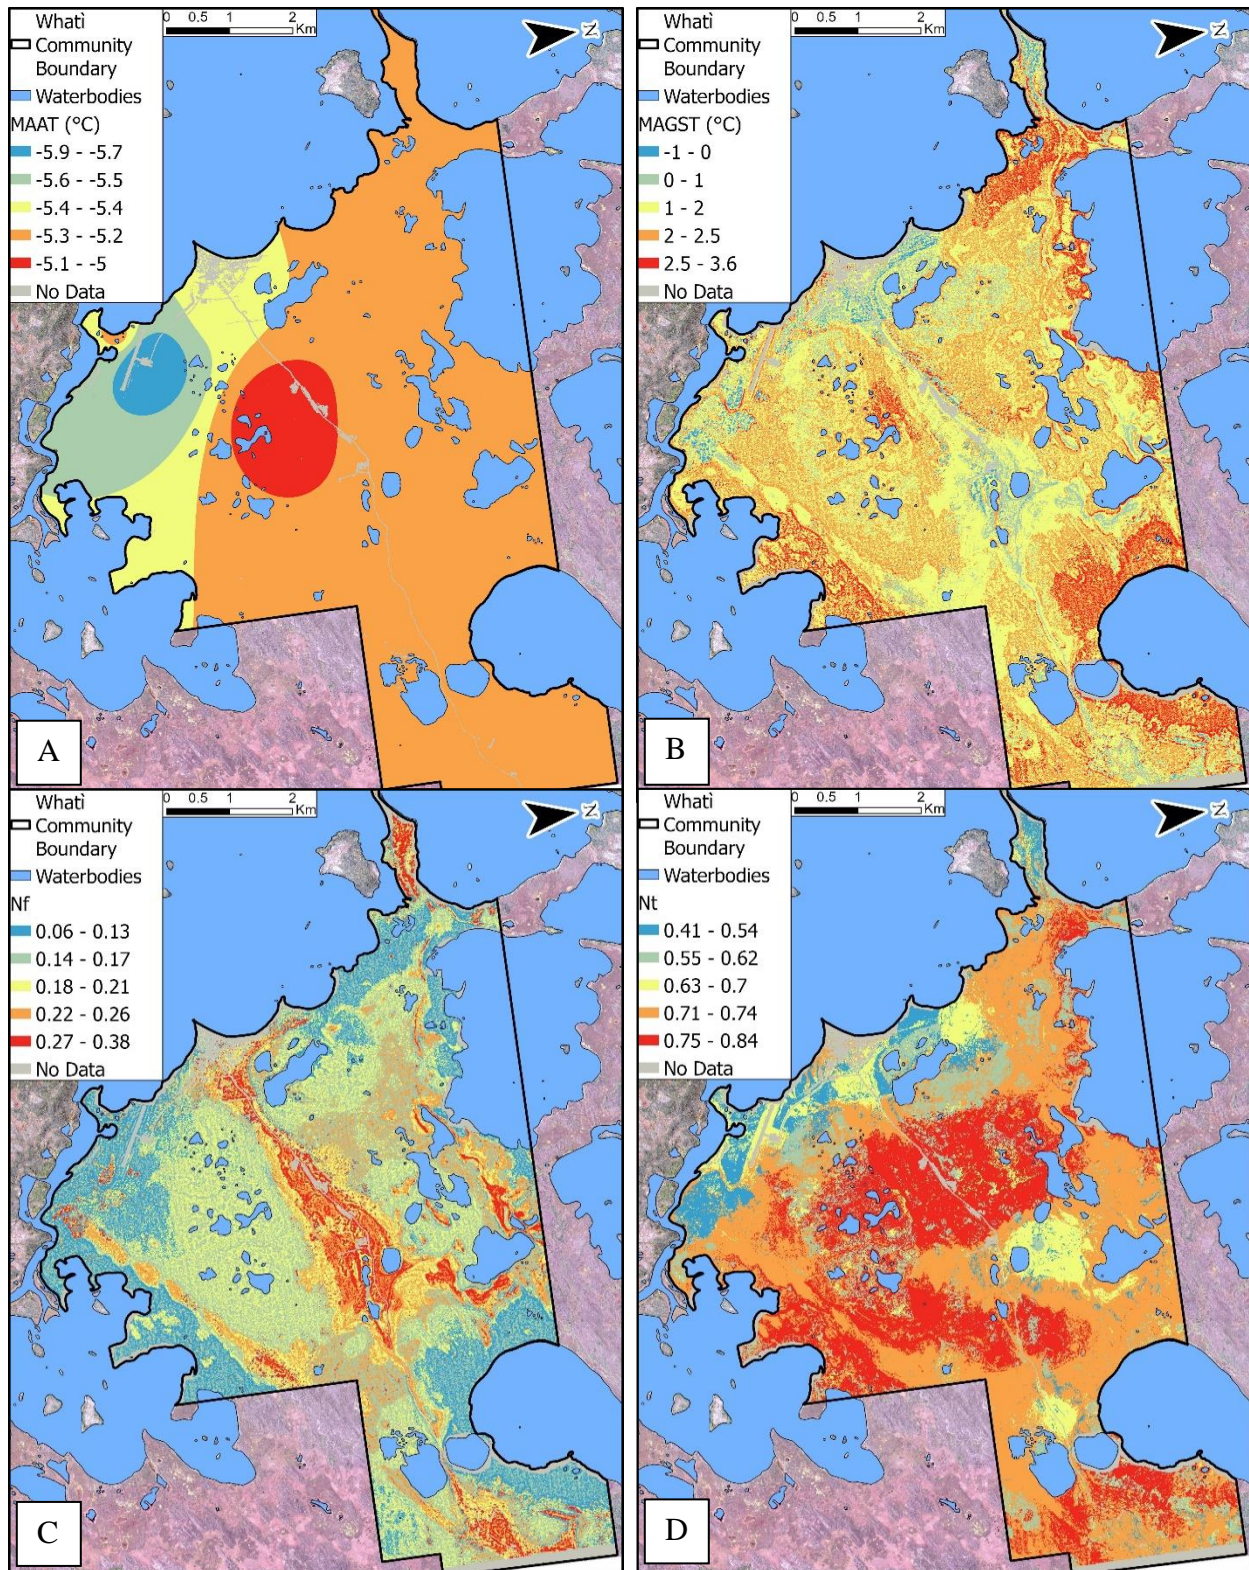 Whatì
Community
Boundary
Waterbodies
MAAT (°C)
-5.9 - -5.7
-5.6 - -5.5
-5.4 - -5.4
-5.3 - -5.2
-5.1 - -5
No Data
0 0.5 1 2
Km
N
A
Whatì
Community
Boundary
Waterbodies
MAGST (°C)
-1 - 0
0 - 1
1 - 2
2 - 2.5
2.5 - 3.6
No Data
0 0.5 1 2
Km
N
B
Whatì
Community
Boundary
Waterbodies
Nf
0.06 - 0.13
0.14 - 0.17
0.18 - 0.21
0.22 - 0.26
0.27 - 0.38
No Data
0 0.5 1 2
Km
N
C
Whatì
Community
Boundary
Waterbodies
Nt
0.41 - 0.54
0.55 - 0.62
0.63 - 0.7
0.71 - 0.74
0.75 - 0.84
No Data
0 0.5 1 2
Km
N
D